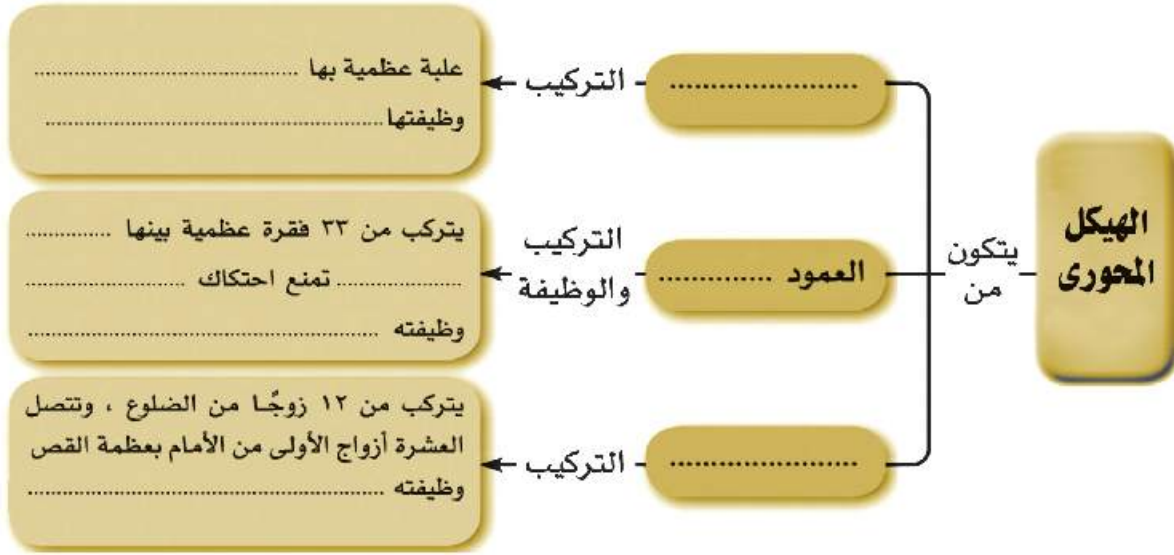 الهيكل
المحورى
يتكون
من
......................
التركيب
علبة عظمية بها ......................................
وظيفتها ................................................
العمود ................
التركيب
والوظيفة
يتركب من ٣٣ فقرة عظمية بينها ............
.................. تمنع احتكاك .....................
وظيفته ..................................................
......................
التركيب
يتركب من ١٢ زوجًا من الضلوع ، وتتصل
العشرة أزواج الأولى من الأمام بعظمة القص
وظيفته ...................................................